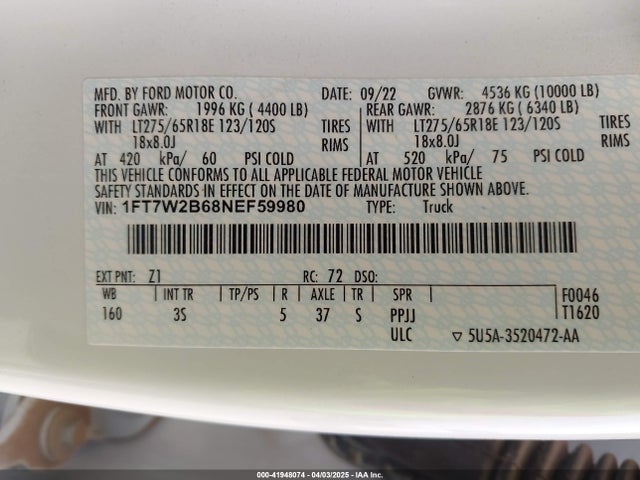 MFD. BY FORD MOTOR CO. DATE: 09/22 GVWR: 4536 KG (10000 LB)
FRONT GAWR: 1996 KG ( 4400 LB) REAR GAWR: 2876 KG ( 6340 LB)
WITH LT275/65R18E 123/120S TIRES WITH LT275/65R18E 123/120S TIRES
18x8.0J RIMS 18x8.0J RIMS
AT 420 kPa/ 60 PSI COLD AT 520 kPa/ 75 PSI COLD
THIS VEHICLE CONFORMS TO ALL APPLICABLE FEDERAL MOTOR VEHICLE
SAFETY STANDARDS IN EFFECT ON THE DATE OF MANUFACTURE SHOWN ABOVE.
VIN: 1FT7W2B68NEF59980 TYPE: Truck
EXT PNT: Z1 RC: 72 DSO:
WB INT TR TP/PS R AXLE TR SPR F0046
160 3S 5 37 S PPJJ T1620
ULC ▽ 5U5A-3520472-AA
000-41948074 - 04/03/2025 - IAA Inc.